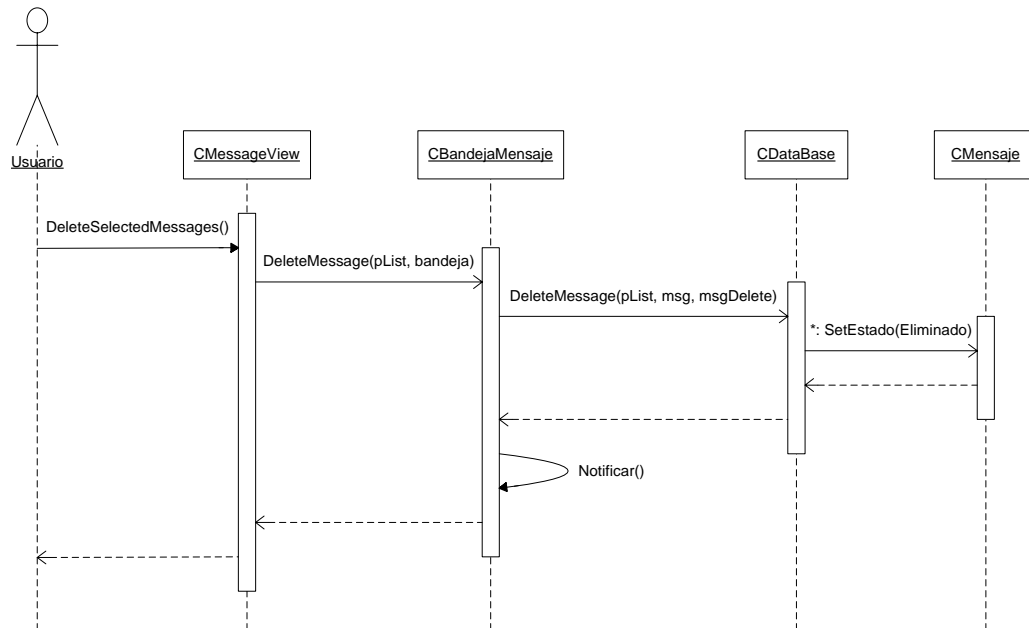 Usuario
CMessageView
CBandejaMensaje
CDataBase
CMensaje
DeleteSelectedMessages()
DeleteMessage(pList, bandeja)
DeleteMessage(pList, msg, msgDelete)
*: SetEstado(Eliminado)
Notificar()